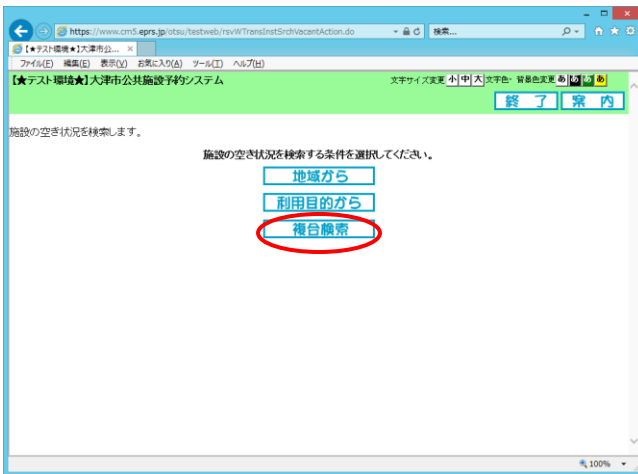 https://www.cm5.eprs.jp/otsu/testweb/rsvWTransInstSrchVacantAction.do 検索...
【★テスト環境★】大津市公... ×
ファイル(F) 編集(E) 表示(V) お気に入り(A) ツール(T) ヘルプ(H)
【★テスト環境★】大津市公共施設予約システム 文字サイズ変更 小 中 大 文字色・背景色変更 あ あ あ あ
終 了 案 内
施設の空き状況を検索します。
施設の空き状況を検索する条件を選択してください。
地域から
利用目的から
複合検索
100%